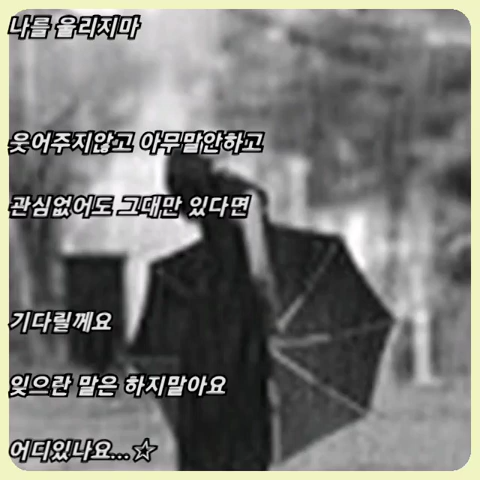 나를 울리지마
웃어주지않고 아무말안하고
관심없어도 그대만 있다면
기다릴께요
잊으란 말은 하지말아요
어디있나요...☆